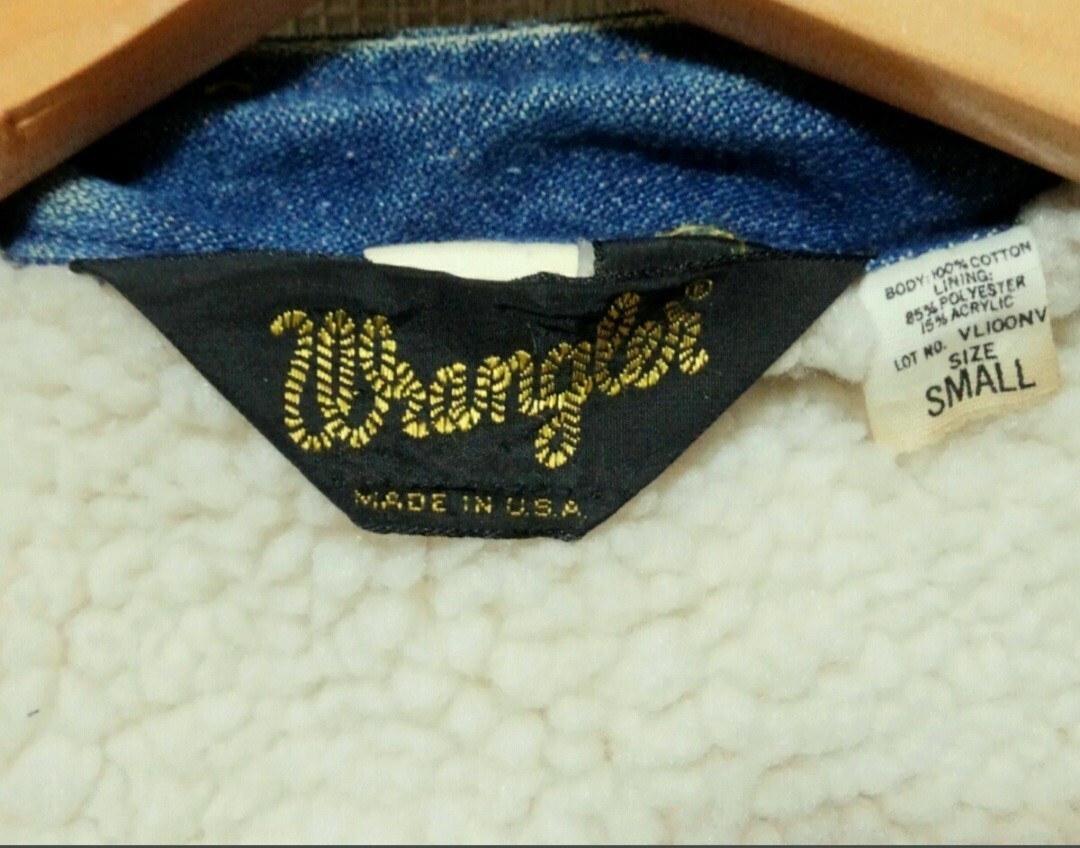 Wrangler®
MADE IN U.S.A.
BODY: 100% COTTON
LINING:
85% POLYESTER
15% ACRYLIC
LOT NO. VL100NV
SIZE
SMALL